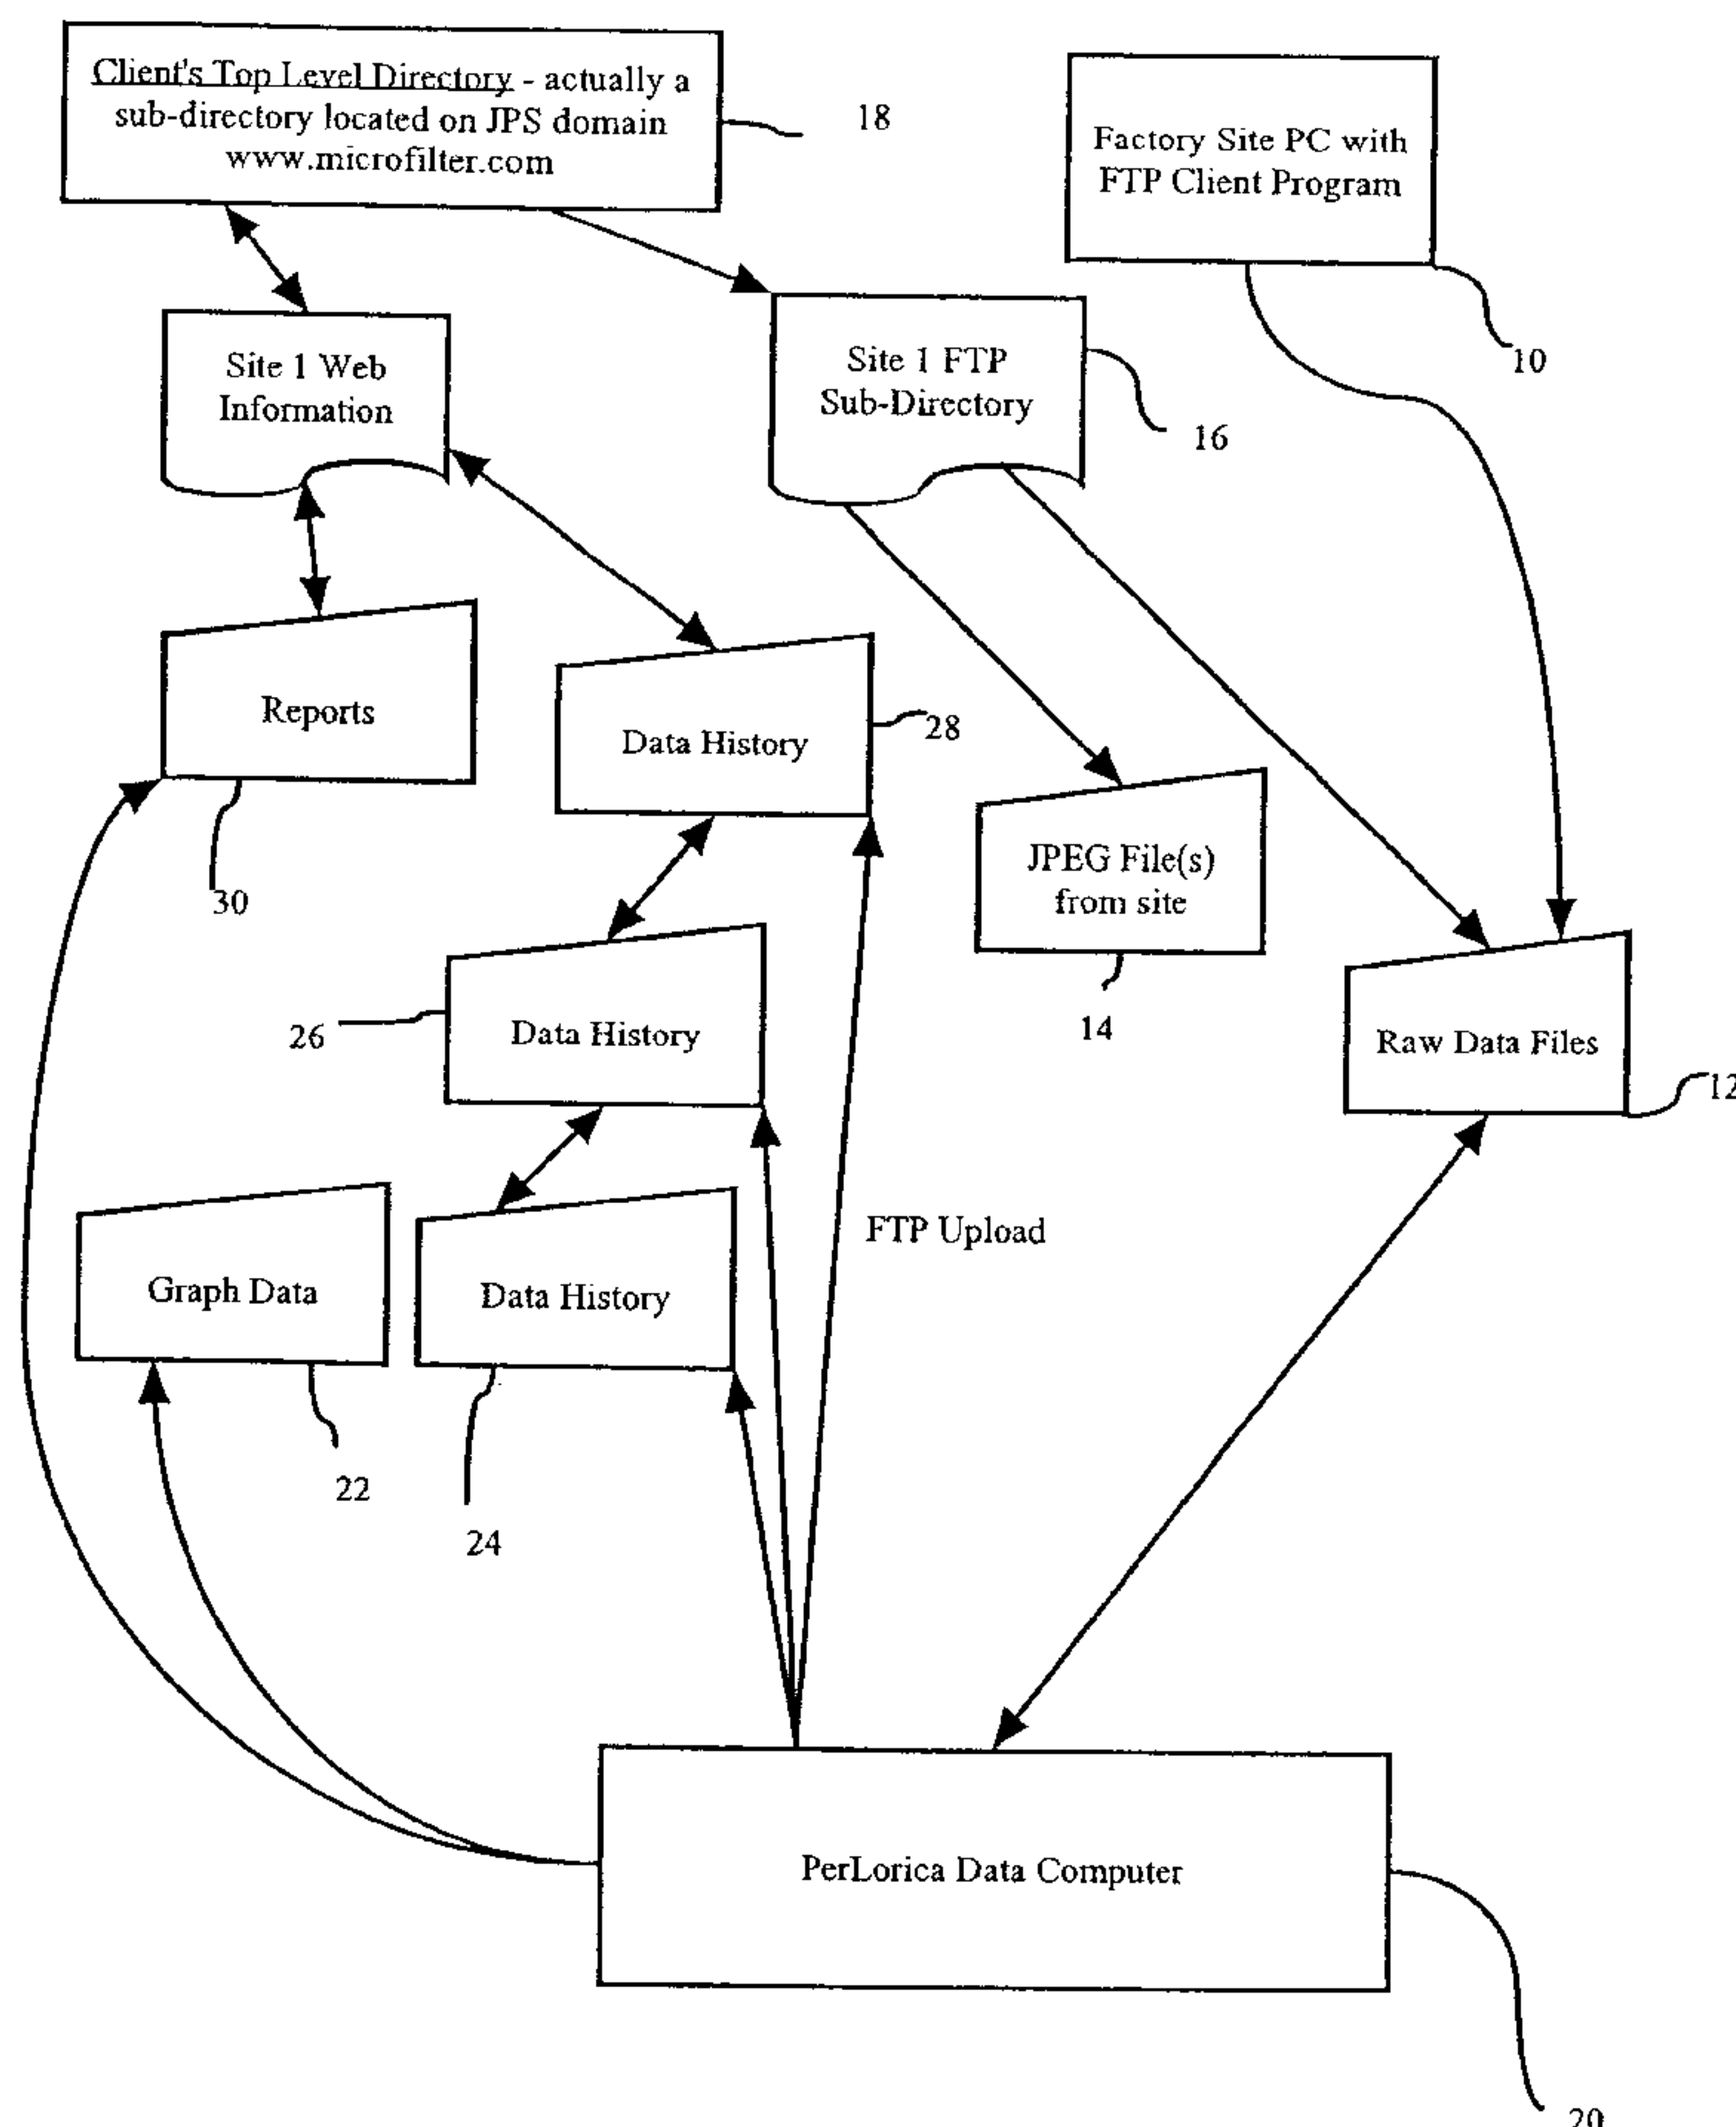 Client's Top Level Directory - actually a
sub-directory located on JPS domain
www.microfilter.com
18
Factory Site PC with
FTP Client Program
10
Site 1 Web
Information
Site 1 FTP
Sub-Directory
16
Reports
30
Data History
28
JPEG File(s)
from site
14
Data History
26
Raw Data Files
12
Graph Data
22
Data History
24
FTP Upload
PerLorica Data Computer
20